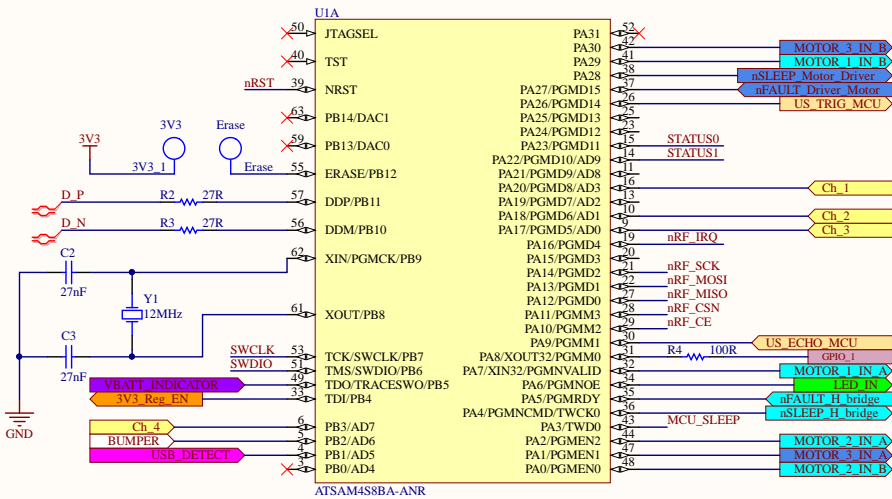 U1A
50 JTAGSEL PA31 52
PA30 42 MOTOR_3_IN_B
40 TST PA29 41 MOTOR_1_IN_B
PA28 38 nSLEEP_Motor_Driver
nRST 39 NRST PA27/PGMD15 37 nFAULT_Driver_Motor
PA26/PGMD14 26 US_TRIG_MCU
63 PB14/DAC1 PA25/PGMD13 25
3V3 Erase PA24/PGMD12 23
3V3 59 PB13/DAC0 PA23/PGMD11 15 STATUS0
PA22/PGMD10/AD9 14 STATUS1
3V3_1 Erase 55 ERASE/PB12 PA21/PGMD9/AD8 11
PA20/PGMD8/AD3 16 Ch_1
D_P R2 27R 57 DDP/PB11 PA19/PGMD7/AD2 13
PA18/PGMD6/AD1 10 Ch_2
D_N R3 27R 56 DDM/PB10 PA17/PGMD5/AD0 9 Ch_3
PA16/PGMD4 19 nRF_IRQ
C2 62 XIN/PGMCK/PB9 PA15/PGMD3 20
PA14/PGMD2 21 nRF_SCK
27nF PA13/PGMD1 22 nRF_MOSI
Y1 PA12/PGMD0 27 nRF_MISO
12MHz 61 XOUT/PB8 PA11/PGMM3 28 nRF_CSN
PA10/PGMM2 29 nRF_CE
C3 PA9/PGMM1 30 US_ECHO_MCU
SWCLK 53 TCK/SWCLK/PB7 PA8/XOUT32/PGMM0 31 R4 100R GPIO_1
27nF SWDIO 51 TMS/SWDIO/PB6 PA7/XIN32/PGMNVALID 32 MOTOR_1_IN_A
VBATT_INDICATOR 49 TDO/TRACESWO/PB5 PA6/PGMNOE 34 LED_IN
3V3_Reg_EN 33 TDI/PB4 PA5/PGMRDY 35 nFAULT_H_bridge
PA4/PGMNCMD/TWCK0 36 nSLEEP_H_bridge
GND Ch_4 6 PB3/AD7 PA3/TWD0 43 MCU_SLEEP
BUMPER 5 PB2/AD6 PA2/PGMEN2 44 MOTOR_2_IN_A
USB_DETECT 4 PB1/AD5 PA1/PGMEN1 47 MOTOR_3_IN_A
3 PB0/AD4 PA0/PGMEN0 48 MOTOR_2_IN_B
ATSAM4S8BA-ANR